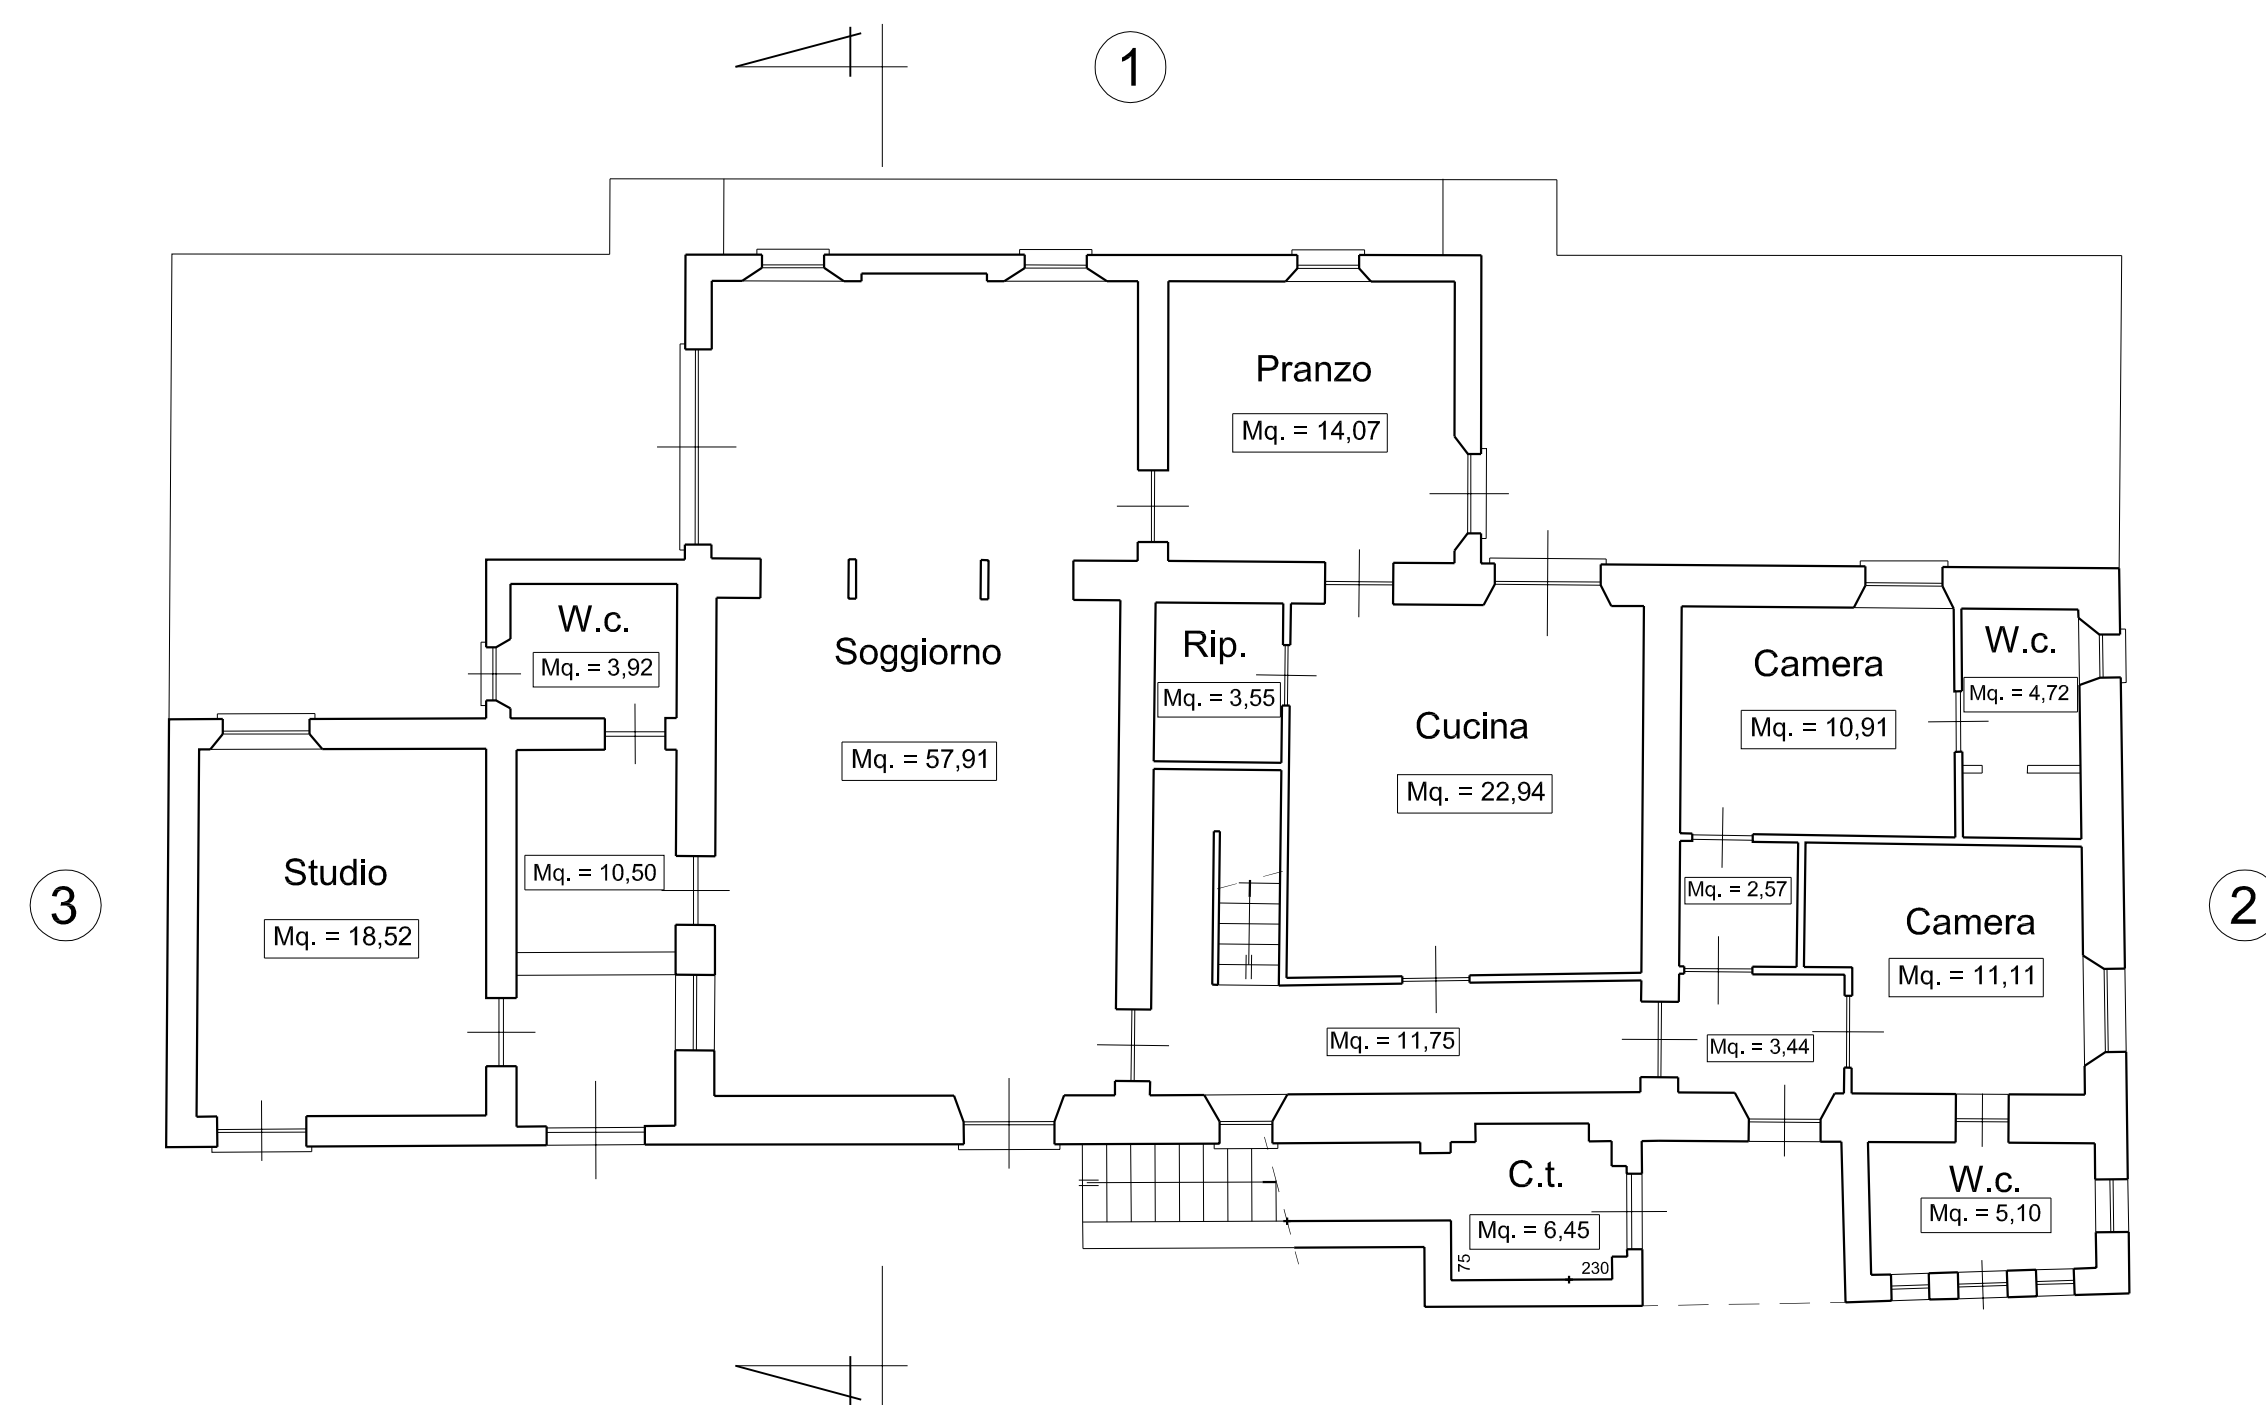 1
Pranzo
Mq. = 14,07
W.c.
Mq. = 3,92
Soggiorno
Mq. = 57,91
Rip.
Mq. = 3,55
Cucina
Mq. = 22,94
Camera
Mq. = 10,91
W.c.
Mq. = 4,72
Studio
Mq. = 18,52
Mq. = 10,50
Mq. = 2,57
Camera
Mq. = 11,11
3
2
Mq. = 11,75
Mq. = 3,44
C.t.
Mq. = 6,45
75
230
W.c.
Mq. = 5,10